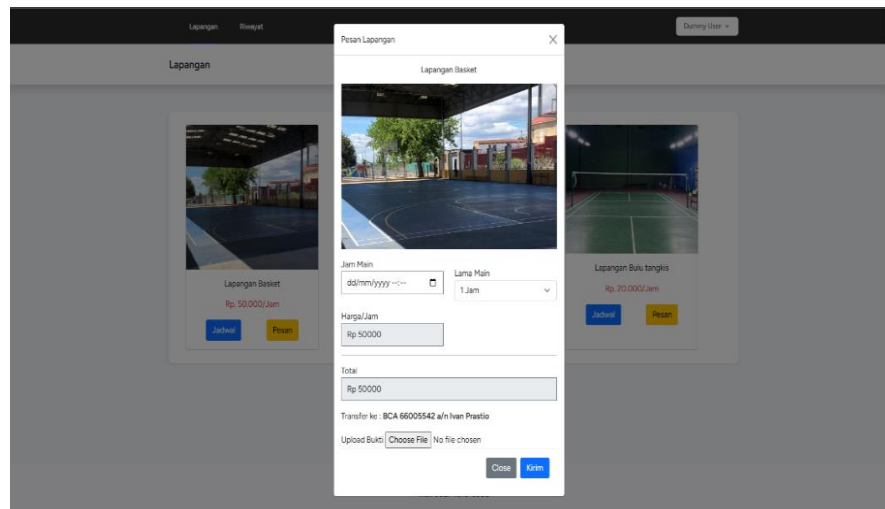 Lapangan Riwayat Dummy User
Lapangan
Pesan Lapangan
Lapangan Basket
Jam Main
dd/mm/yyyy --:--
Lama Main
1 Jam
Harga/Jam
Rp 50000
Total
Rp 50000
Transfer ke : BCA 66005542 a/n Ivan Prastio
Upload Bukti Choose File No file chosen
Close Kirim
Lapangan Basket
Rp. 50.000/Jam
Jadwal Pesan
Lapangan Bulu tangkis
Rp. 20.000/Jam
Jadwal Pesan